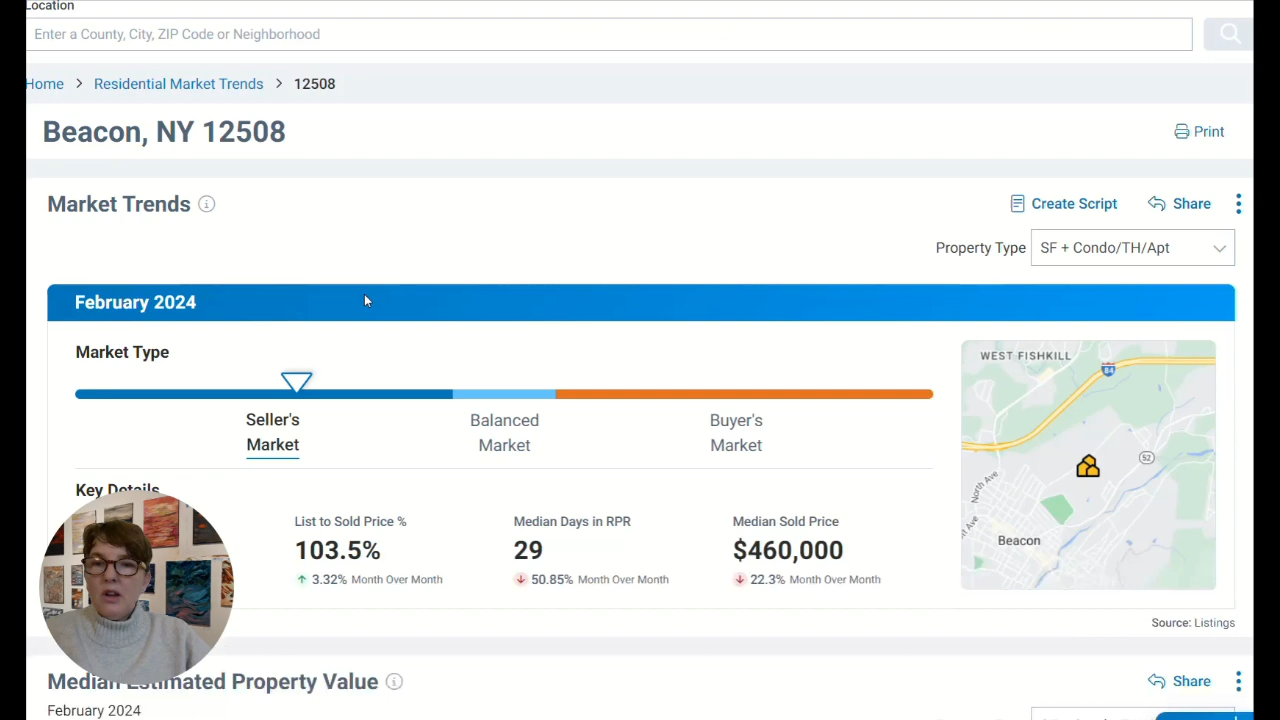 Location
Enter a County, City, ZIP Code or Neighborhood
Home > Residential Market Trends > 12508
Beacon, NY 12508
Print
Market Trends
Create Script
Share
Property Type SF + Condo/TH/Apt
February 2024
Market Type
Seller's
Market
Balanced
Market
Buyer's
Market
WEST FISHKILL
84
52
North Ave
Beacon
Key Details
List to Sold Price %
103.5%
3.32% Month Over Month
Median Days in RPR
29
50.85% Month Over Month
Median Sold Price
$460,000
22.3% Month Over Month
Source: Listings
Median Estimated Property Value
Share
February 2024